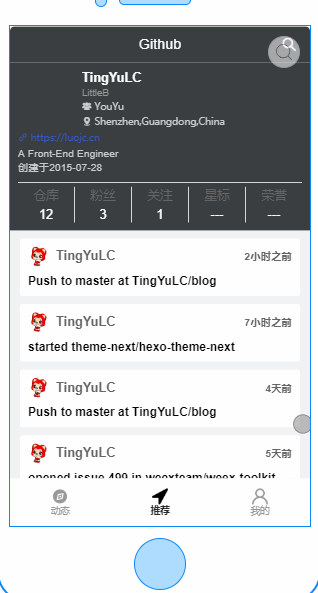 Github
TingYuLC
LittleB
YouYu
Shenzhen,Guangdong,China
https://luojc.cn
A Front-End Engineer
创建于2015-07-28
仓库 粉丝 关注 星标 荣誉
12 3 1 --- ---
TingYuLC 2小时之前
Push to master at TingYuLC/blog
TingYuLC 7小时之前
started theme-next/hexo-theme-next
TingYuLC 4天前
Push to master at TingYuLC/blog
TingYuLC 5天前
opened issue 499 in weexteam/weex-toolkit
动态 推荐 我的